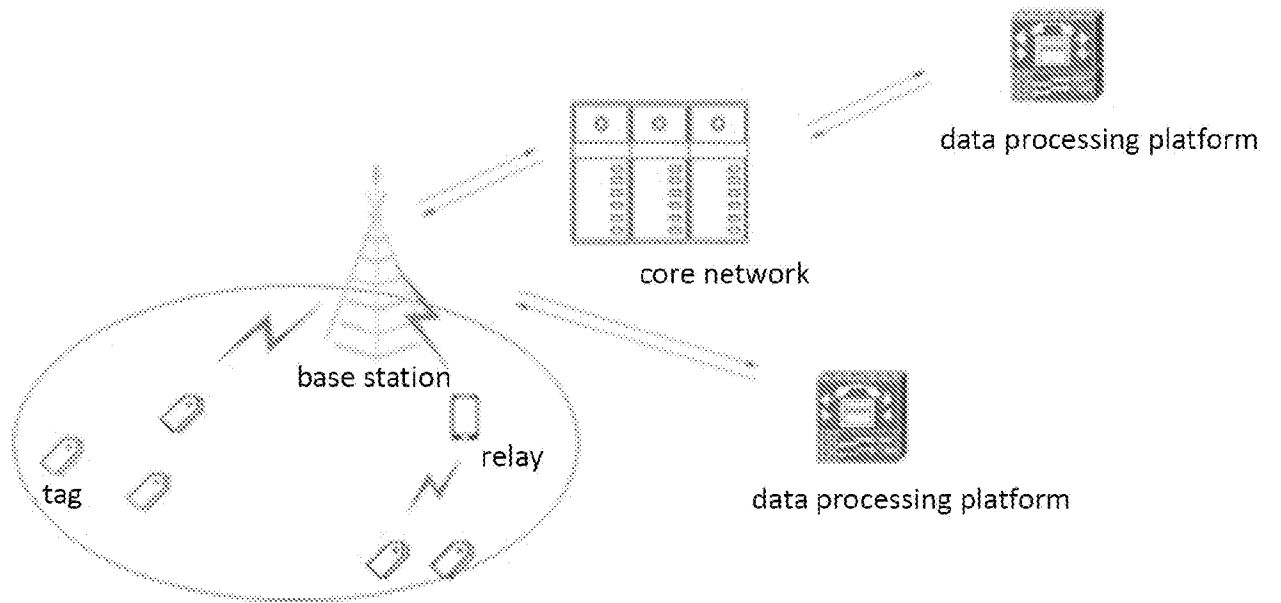 data processing platform
core network
base station
relay
tag
data processing platform